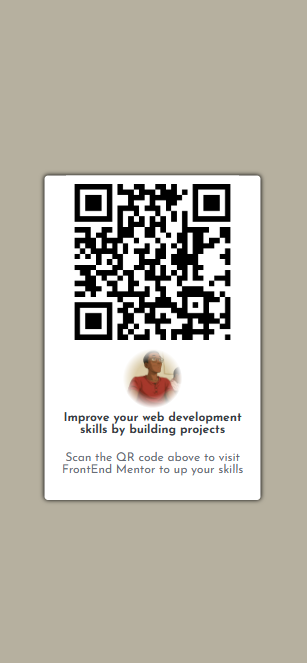 Improve your web development
skills by building projects
Scan the QR code above to visit
FrontEnd Mentor to up your skills